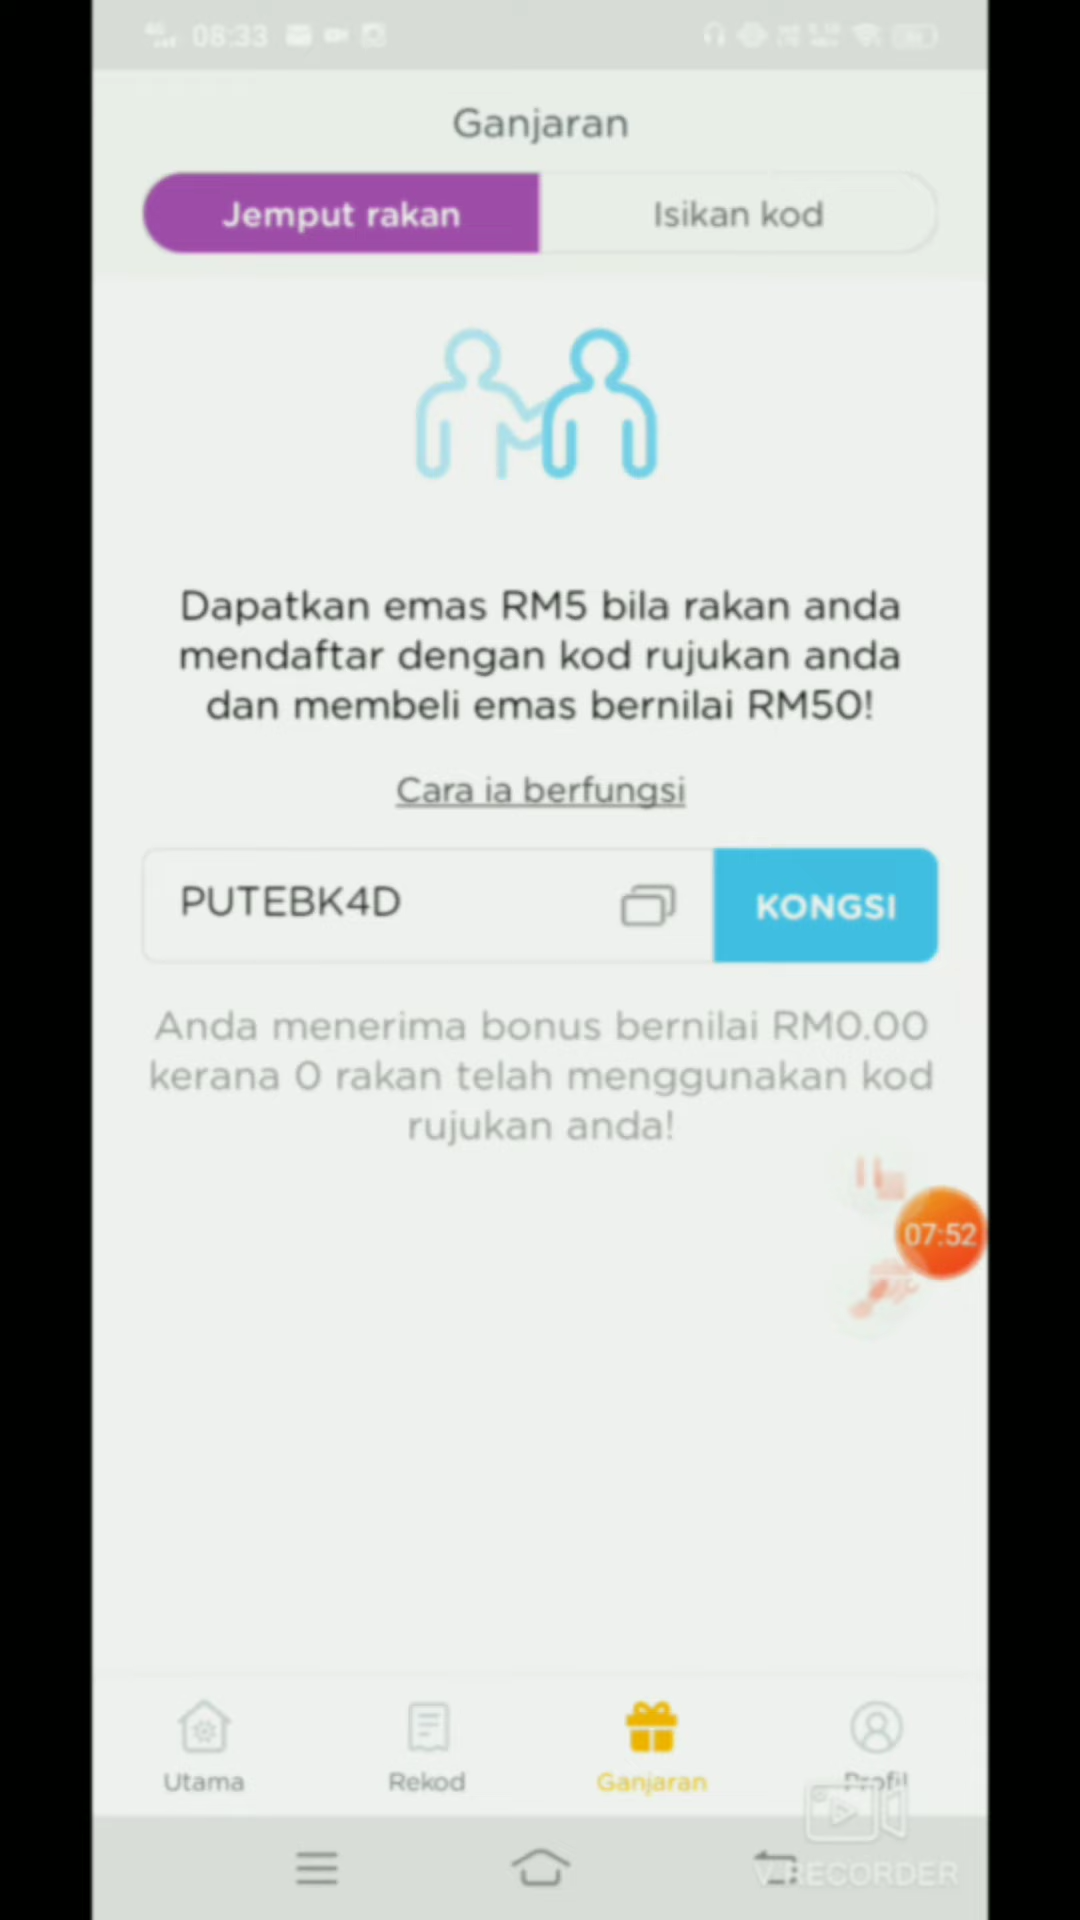 08:33
Ganjaran
Jemput rakan
Isikan kod
Dapatkan emas RM5 bila rakan anda
mendaftar dengan kod rujukan anda
dan membeli emas bernilai RM50!
Cara ia berfungsi
PUTEBK4D
KONGSI
Anda menerima bonus bernilai RM0.00
kerana 0 rakan telah menggunakan kod
rujukan anda!
07:52
Utama
Rekod
Ganjaran
Profil
V RECORDER